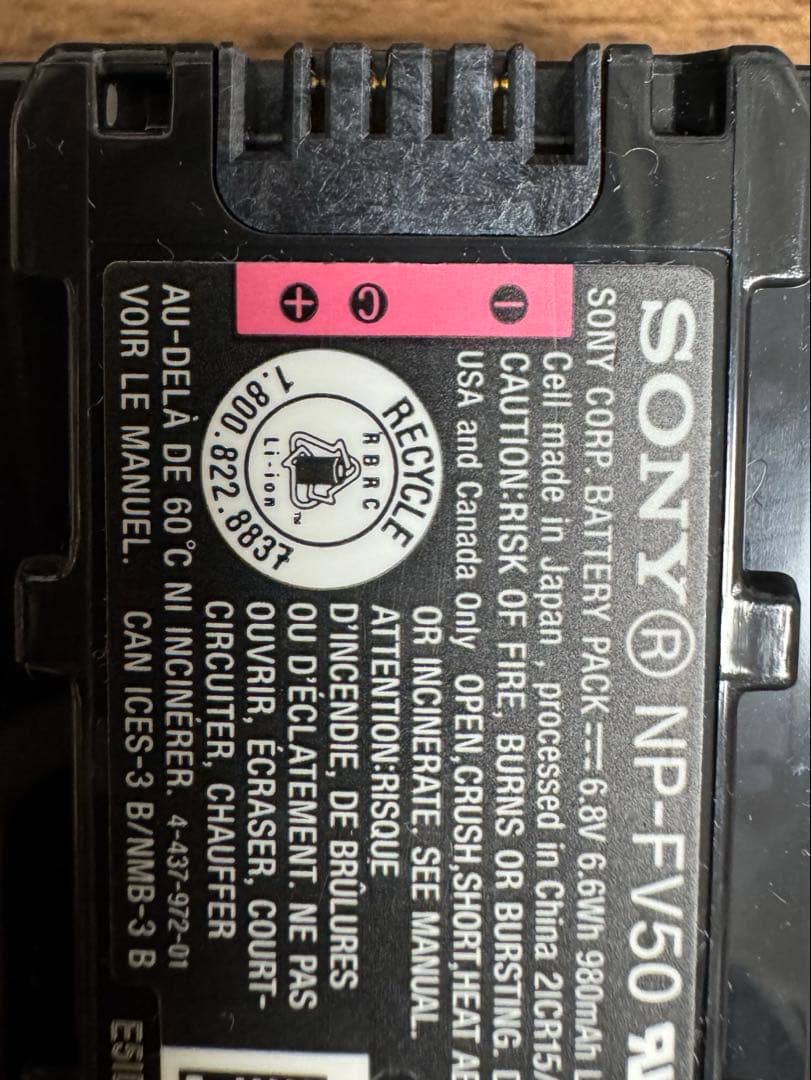 SONY® NP-FV50
SONY CORP. BATTERY PACK ⎓ 6.8V 6.6Wh 980mAh
Cell made in Japan , processed in China 2ICR15/
CAUTION:RISK OF FIRE, BURNS OR BURSTING.
USA and Canada Only OPEN,CRUSH,SHORT,HEAT
OR INCINERATE, SEE MANUAL.
ATTENTION:RISQUE
D'INCENDIE, DE BRÛLURES
OU D'ÉCLATEMENT. NE PAS
OUVRIR, ÉCRASER, COURT-
CIRCUITER, CHAUFFER
AU-DELÀ DE 60°C NI INCINÉRER. 4-437-972-01
VOIR LE MANUEL. CAN ICES-3 B/NMB-3 B
− C +
RECYCLE
RBRC
Li-ion
TM
1.800.822.8837